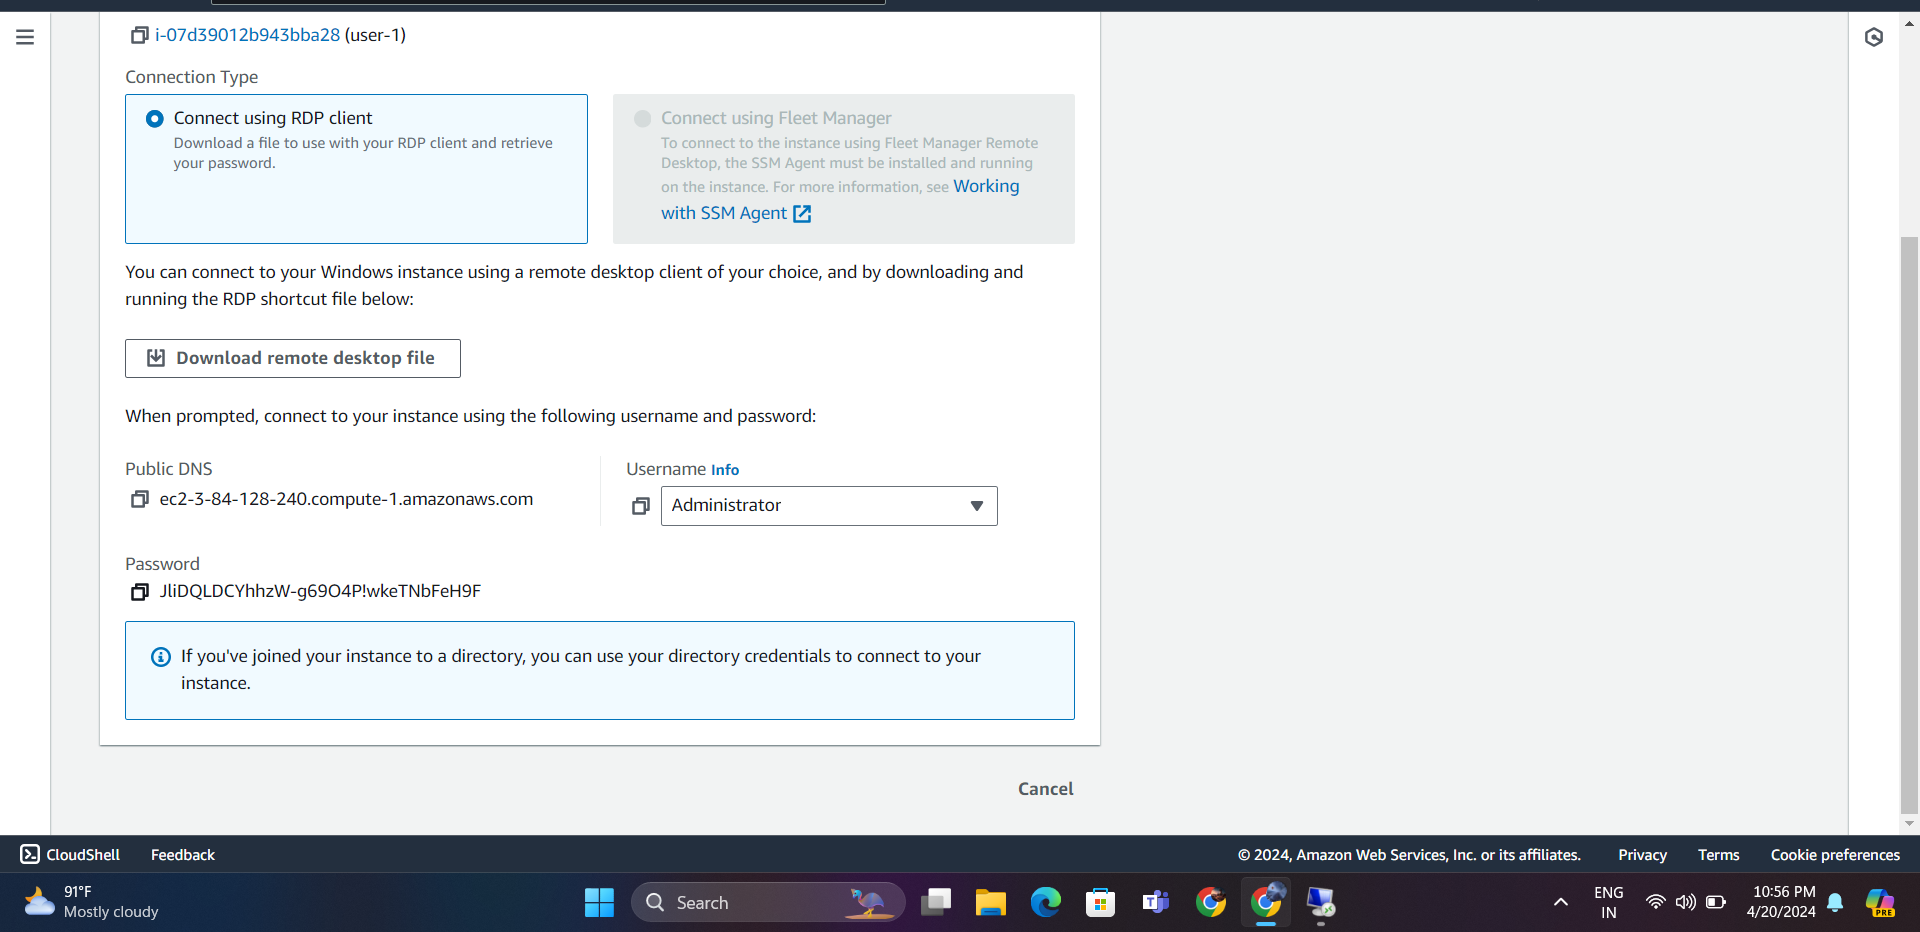 i-07d39012b943bba28 (user-1)
Connection Type
Connect using RDP client
Download a file to use with your RDP client and retrieve
your password.
Connect using Fleet Manager
To connect to the instance using Fleet Manager Remote
Desktop, the SSM Agent must be installed and running
on the instance. For more information, see Working
with SSM Agent
You can connect to your Windows instance using a remote desktop client of your choice, and by downloading and
running the RDP shortcut file below:
Download remote desktop file
When prompted, connect to your instance using the following username and password:
Public DNS
ec2-3-84-128-240.compute-1.amazonaws.com
Username Info
Administrator
Password
JliDQLDCYhhzW-g69O4P!wkeTNbFeH9F
If you've joined your instance to a directory, you can use your directory credentials to connect to your
instance.
Cancel
CloudShell
Feedback
© 2024, Amazon Web Services, Inc. or its affiliates.
Privacy
Terms
Cookie preferences
91°F
Mostly cloudy
Search
ENG
IN
10:56 PM
4/20/2024
PRE